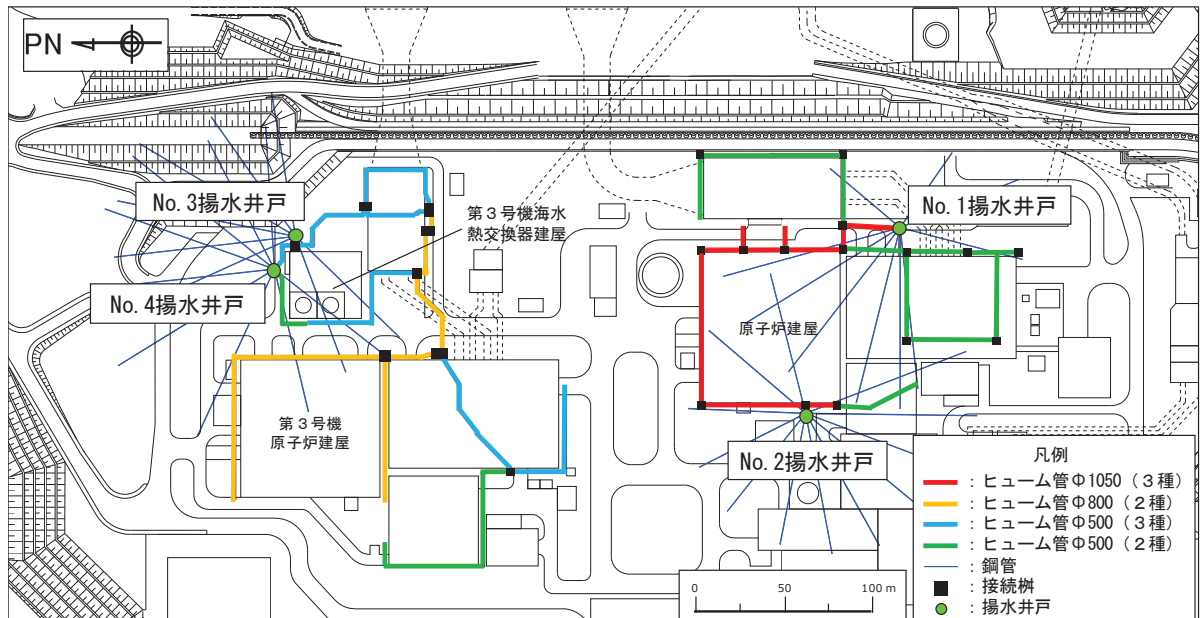 PN
No. 3揚水井戸
第3号機海水
熱交換器建屋
No. 1揚水井戸
No. 4揚水井戸
原子炉建屋
第3号機
原子炉建屋
No. 2揚水井戸
凡例
：ヒューム管Φ1050（3種）
：ヒューム管Φ800（2種）
：ヒューム管Φ500（3種）
：ヒューム管Φ500（2種）
：鋼管
：接続桝
：揚水井戸
0 50 100 m